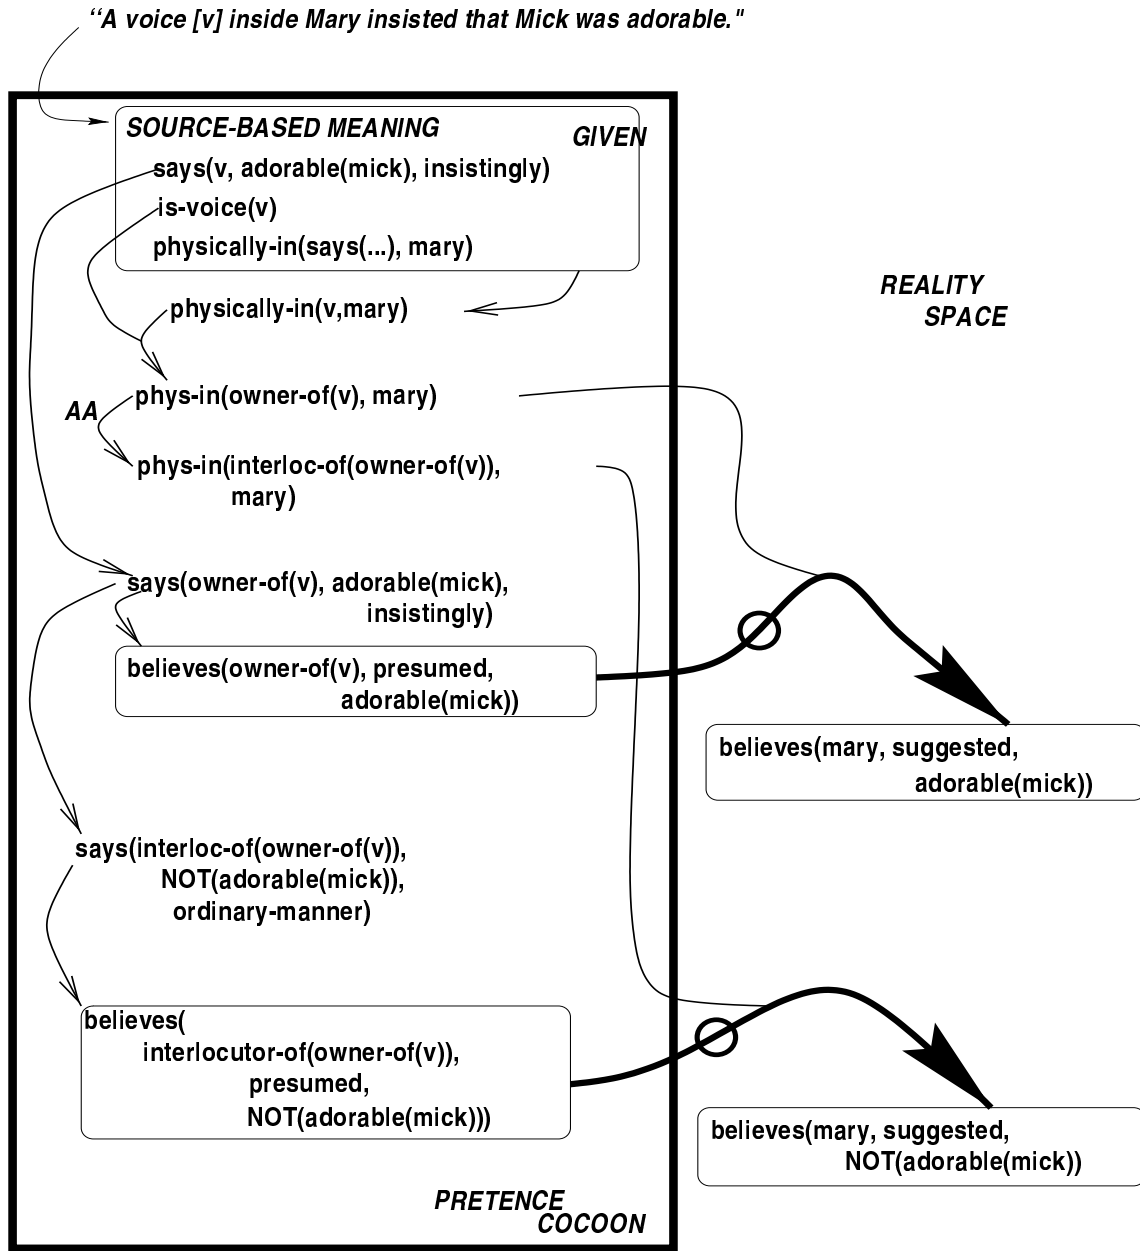 ‘‘A voice [v] inside Mary insisted that Mick was adorable."
SOURCE-BASED MEANING
GIVEN
says(v, adorable(mick), insistingly)
is-voice(v)
physically-in(says(...), mary)
physically-in(v,mary)
REALITY
SPACE
phys-in(owner-of(v), mary)
AA
phys-in(interloc-of(owner-of(v)),
mary)
says(owner-of(v), adorable(mick),
insistingly)
believes(owner-of(v), presumed,
adorable(mick))
believes(mary, suggested,
adorable(mick))
says(interloc-of(owner-of(v)),
NOT(adorable(mick)),
ordinary-manner)
believes(
interlocutor-of(owner-of(v)),
presumed,
NOT(adorable(mick)))
believes(mary, suggested,
NOT(adorable(mick))
PRETENCE
COCOON